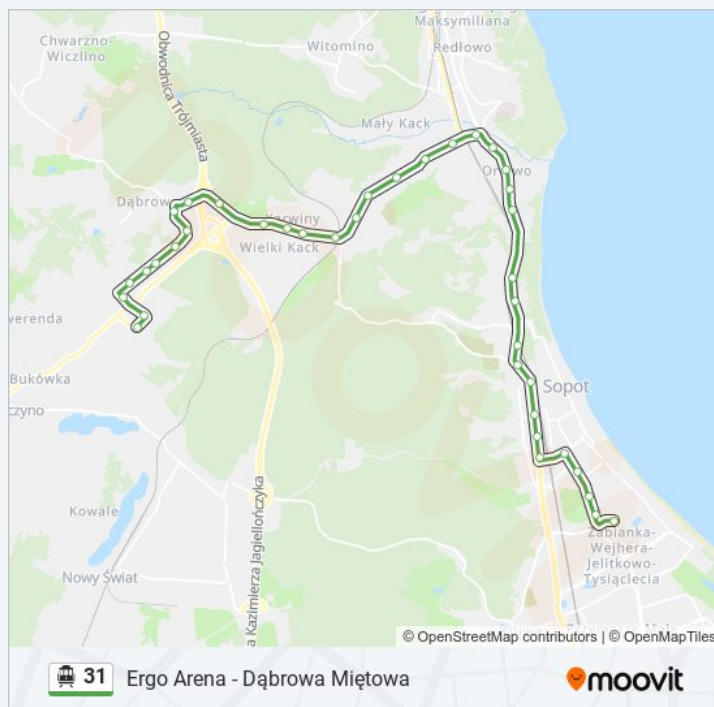 Maksymiliana
Chwarzno-
Wiczlino
Witomino
Redłowo
Obwodnica Trójmiasta
Mały Kack
Dąbrow
Karwiny
Wielki Kack
werenda
Bukówka
czyno
Sopot
Kowale
a Kazimierza Jagiellończyka
Nowy Świat
Żabianka-
Wejhera-
Jelitkowo-
Tysiąclecia
© OpenStreetMap contributors | © OpenMapTiles
31 Ergo Arena - Dąbrowa Miętowa
moovit